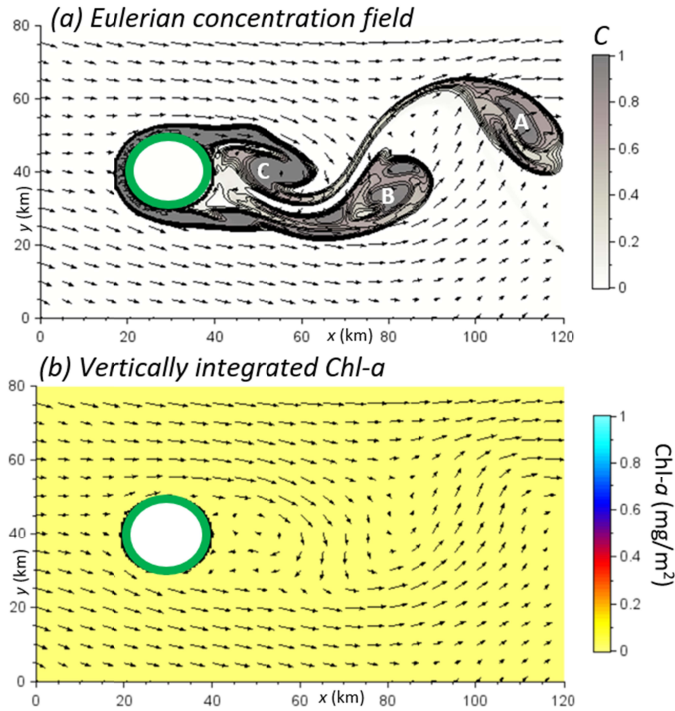 (a) Eulerian concentration field
C
80
60
40
20
0
y (km)
0 20 40 60 80 100 120
x (km)
A
B
C
1
0.8
0.6
0.4
0.2
0
(b) Vertically integrated Chl-a
80
60
40
20
0
y (km)
0 20 40 60 80 100 120
x (km)
1
0.8
0.6
0.4
0.2
0
Chl-a (mg/m²)